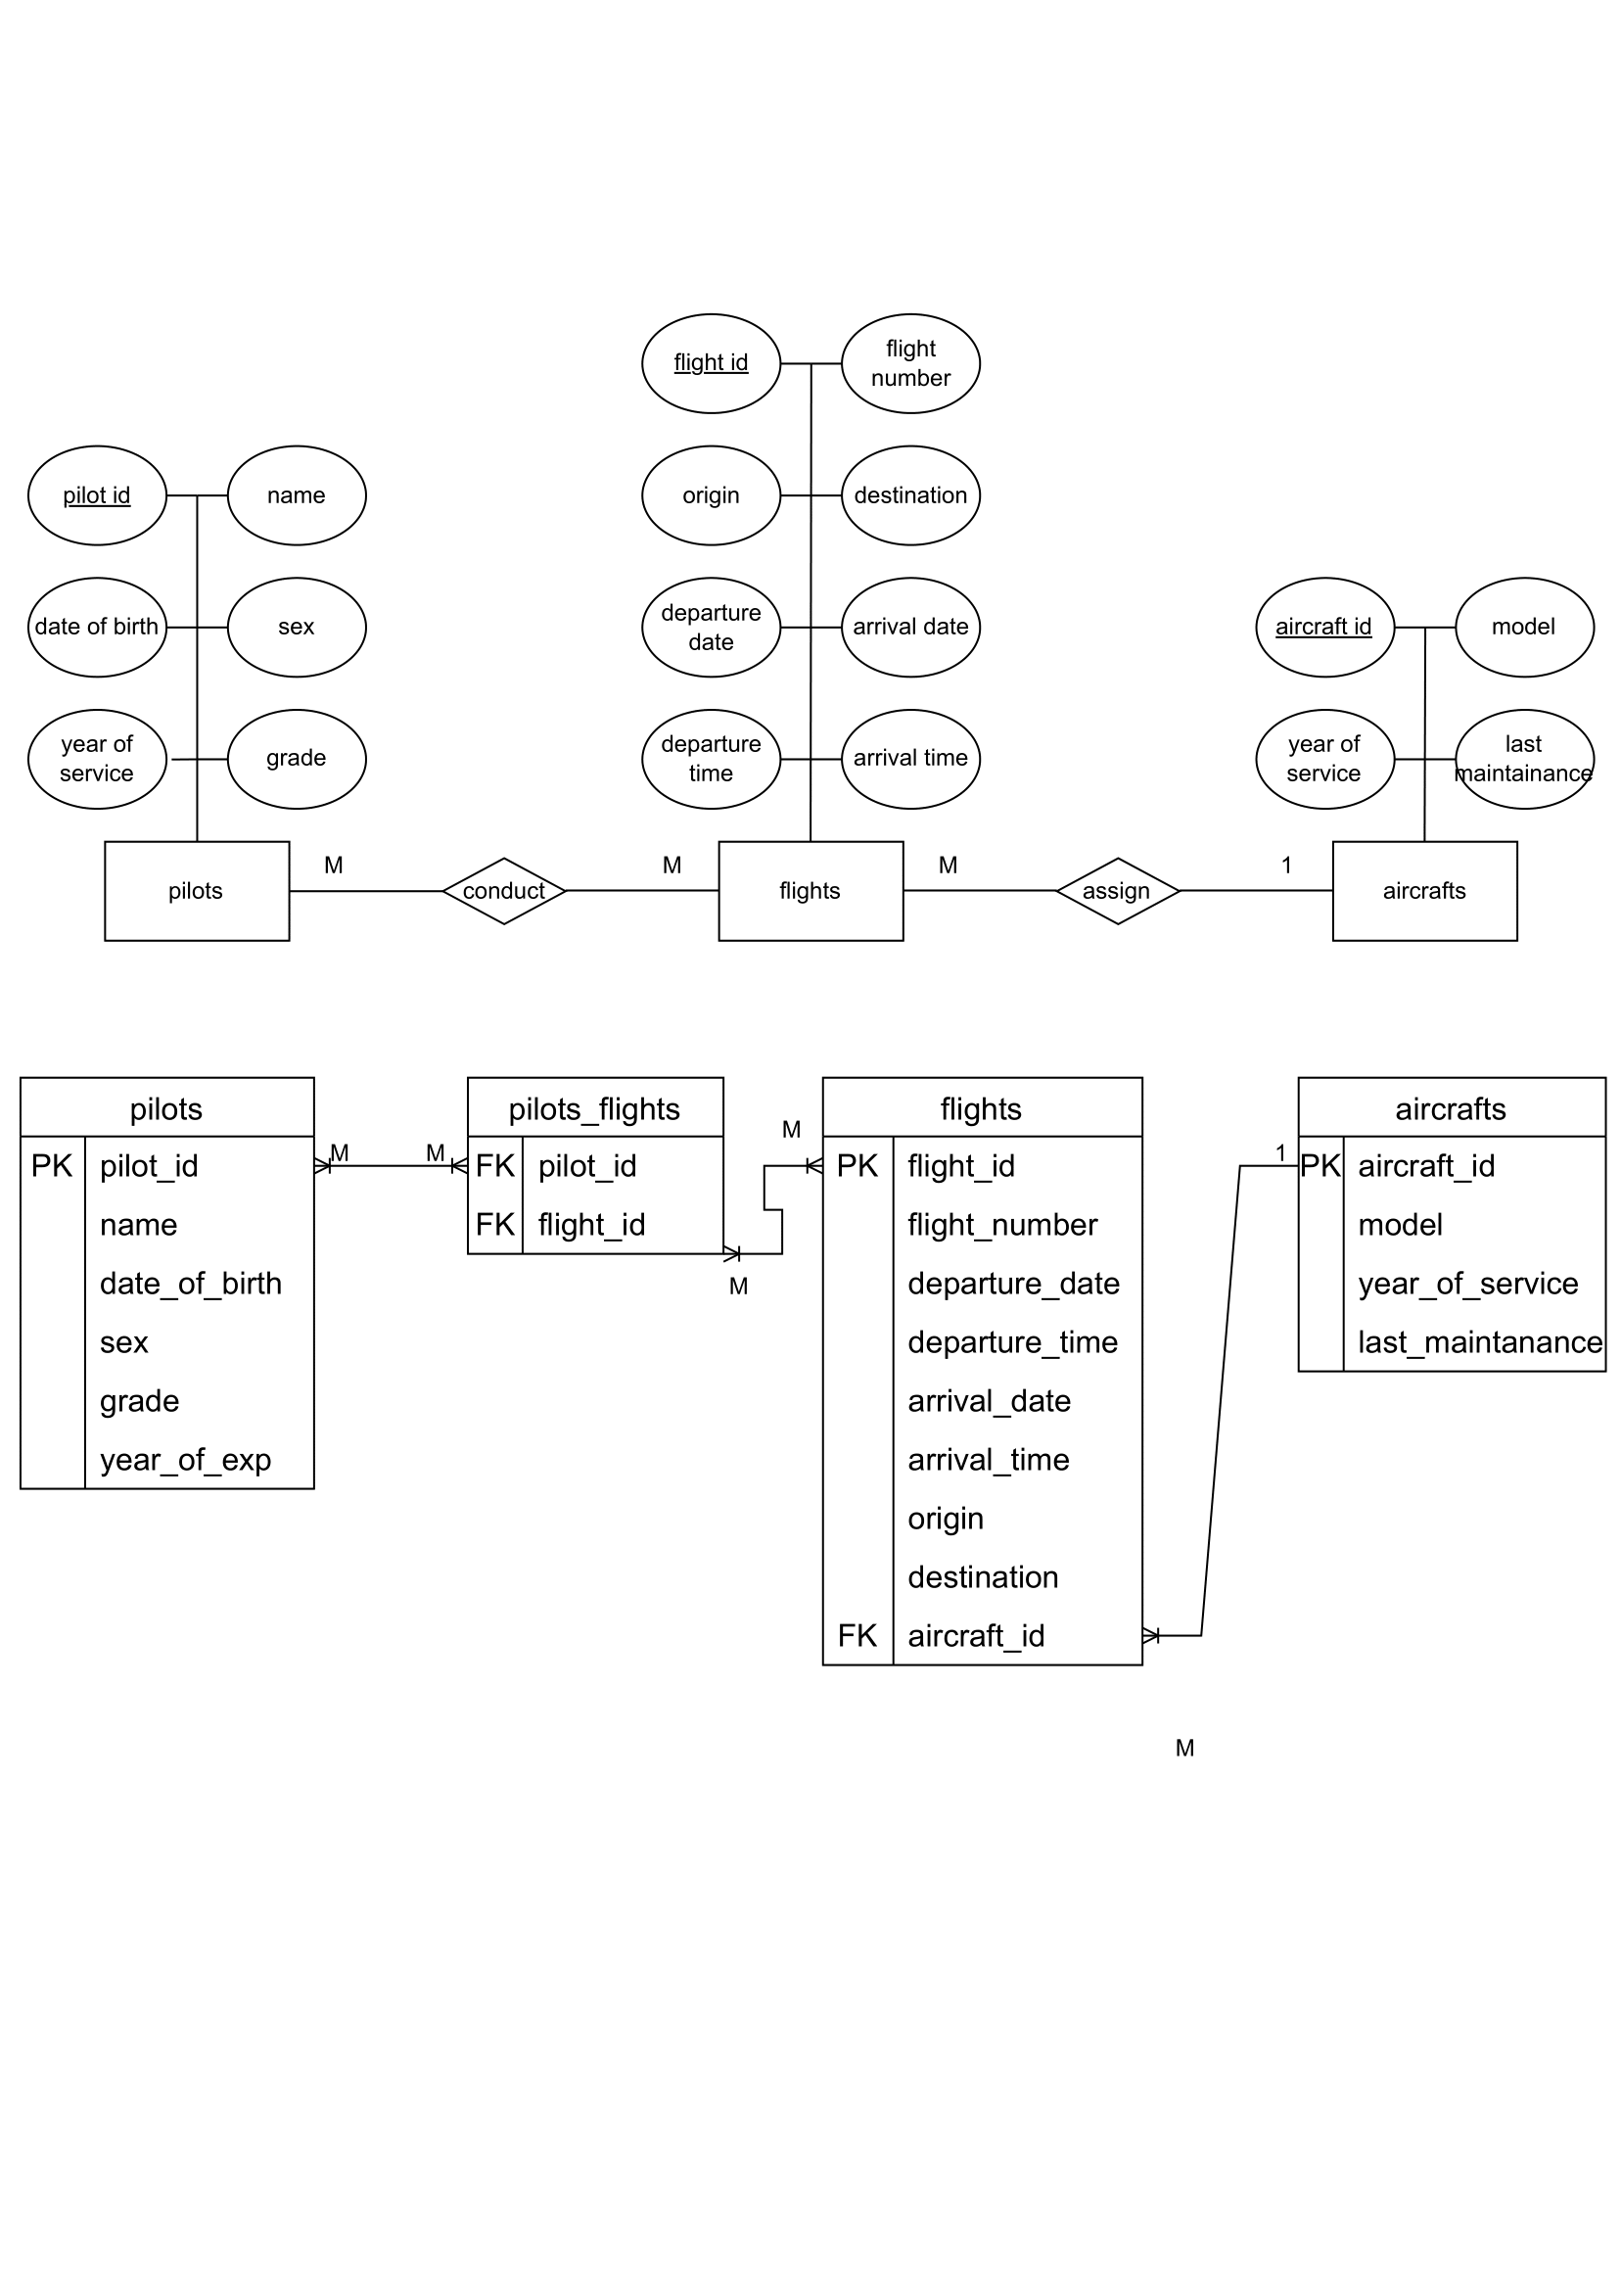 flight id
flight
number
pilot id
name
origin
destination
date of birth
sex
departure
date
arrival date
aircraft id
model
year of
service
grade
departure
time
arrival time
year of
service
last
maintainance
M
M
M
1
pilots
conduct
flights
assign
aircrafts
pilots
pilots_flights
flights
aircrafts
M
M
M
1
PK
pilot_id
FK
pilot_id
PK
flight_id
PK
aircraft_id
name
FK
flight_id
flight_number
model
date_of_birth
M
departure_date
year_of_service
sex
departure_time
last_maintanance
grade
arrival_date
year_of_exp
arrival_time
origin
destination
FK
aircraft_id
M